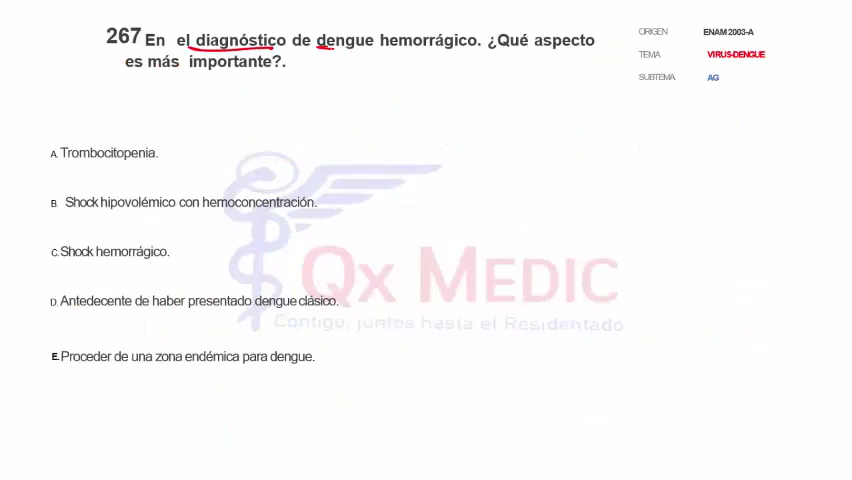 267 En el diagnóstico de dengue hemorrágico. ¿Qué aspecto
es más importante?.
ORIGEN ENAM 2003-A
TEMA VIRUS-DENGUE
SUBTEMA AG
A. Trombocitopenia.
B. Shock hipovolémico con hemoconcentración.
C. Shock hemorrágico.
D. Antedecente de haber presentado dengue clásico.
E. Proceder de una zona endémica para dengue.
Qx MEDIC
Contigo, juntos hasta el Residentado